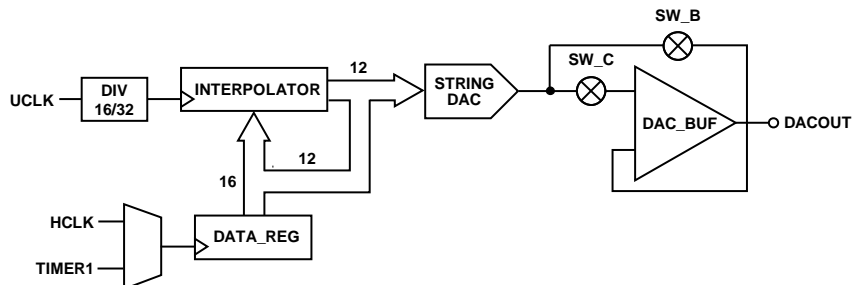 SW_B
12
SW_C
INTERPOLATOR
STRING
DAC
DIV
16/32
UCLK
DAC_BUF
DACOUT
12
16
HCLK
DATA_REG
TIMER1